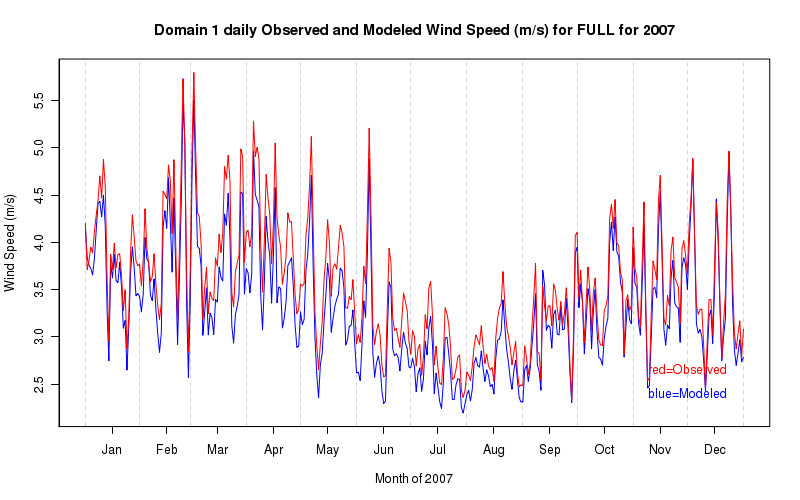 Domain 1 daily Observed and Modeled Wind Speed (m/s) for FULL for 2007
Wind Speed (m/s)
5.5
5.0
4.5
4.0
3.5
3.0
2.5
red=Observed
blue=Modeled
Jan Feb Mar Apr May Jun Jul Aug Sep Oct Nov Dec
Month of 2007